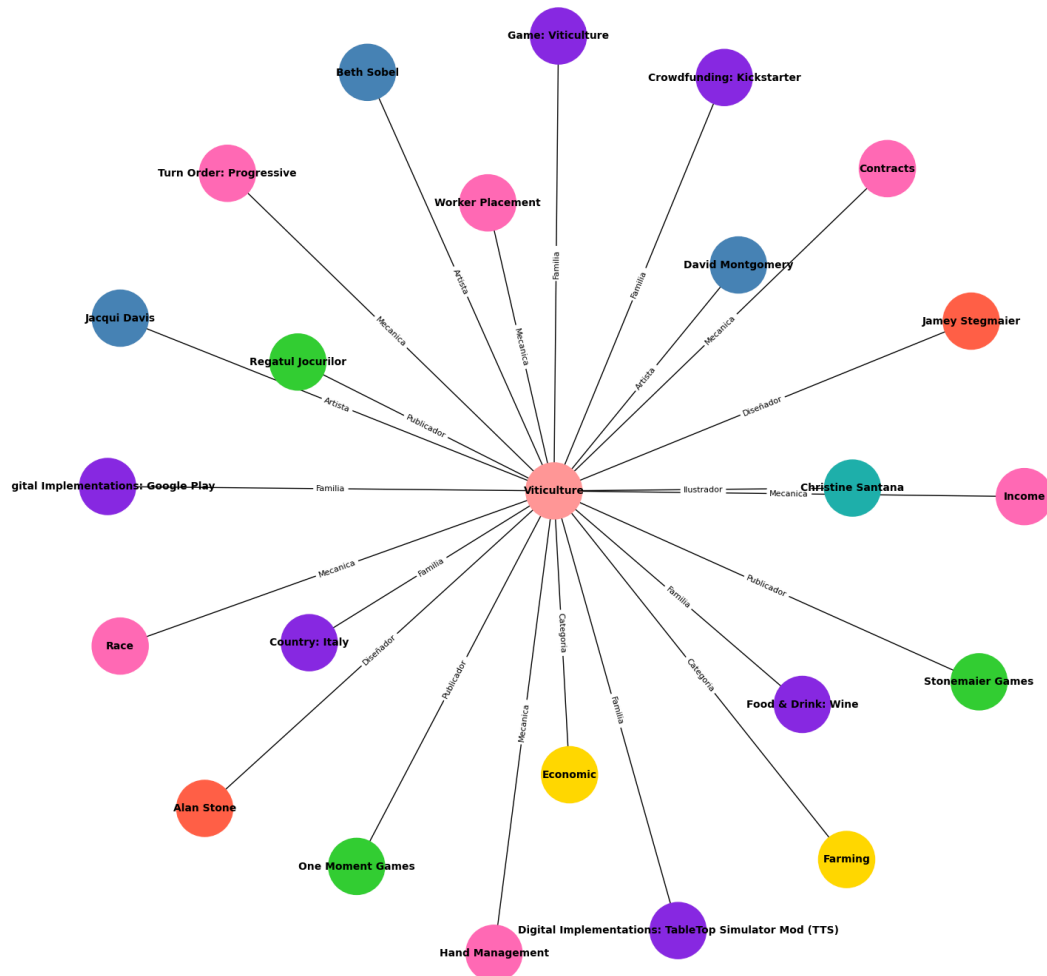 Game: Viticulture
Beth Sobel
Crowdfunding: Kickstarter
Turn Order: Progressive
Contracts
Worker Placement
David Montgomery
Familia
Familia
Artista
Jacqui Davis
Jamey Stegmaier
Mecanica
Mecanica
Mecanica
Regatul Jocurilor
Artista
Artista
Diseñador
Publicador
gital Implementations: Google Play
Familia
Viticulture
Ilustrador
Christine Santana
Mecanica
Income
Mecanica
Familia
Publicador
Familia
Race
Country: Italy
Diseñador
Categoria
Publicador
Categoria
Stonemaier Games
Food & Drink: Wine
Mecanica
Familia
Economic
Alan Stone
One Moment Games
Farming
Digital Implementations: TableTop Simulator Mod (TTS)
Hand Management